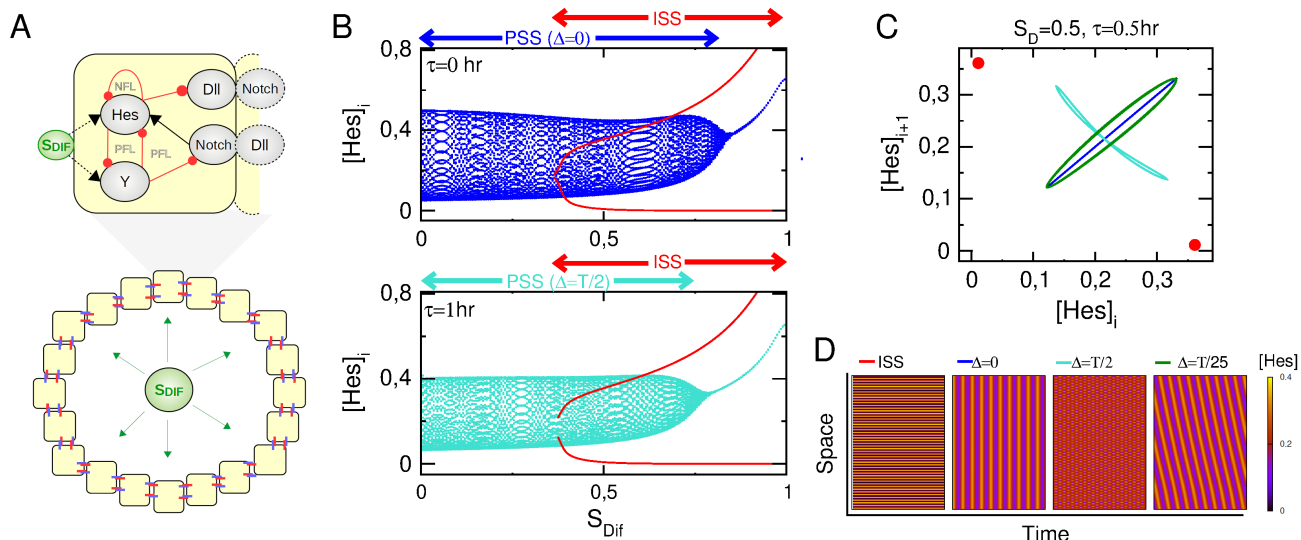 A
NFL
Hes
Dll
Notch
SDIF
PFL
PFL
Notch
Dll
Y
SDIF
B
ISS
PSS (Δ=0)
τ=0 hr
0,8
0,4
0
[Hes]i
0
0,5
1
ISS
PSS (Δ=T/2)
τ=1hr
0,8
0,4
0
[Hes]i
0
0,5
1
SDif
C
SD=0.5, τ=0.5hr
0,3
0,2
0,1
0
[Hes]i+1
0
0,1
0,2
0,3
[Hes]i
D
ISS
Δ=0
Δ=T/2
Δ=T/25
[Hes]
0.4
0.2
0
Space
Time